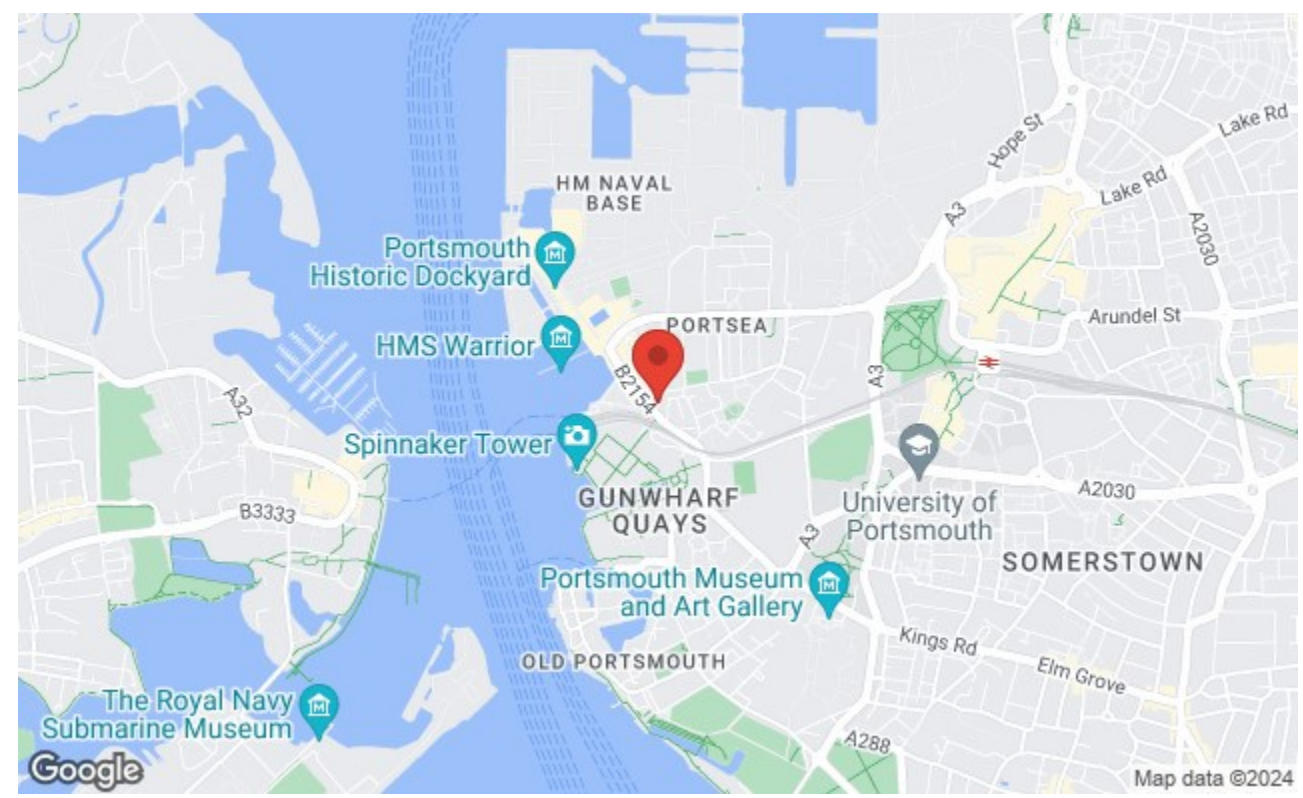 Hope St
Lake Rd
Lake Rd
HM NAVAL
BASE
A3
A2030
Portsmouth
Historic Dockyard
Arundel St
PORTSEA
HMS Warrior
B2154
A3
A32
Spinnaker Tower
GUNWHARF
QUAYS
University of
Portsmouth
A2030
B3333
A3
SOMERSTOWN
Portsmouth Museum
and Art Gallery
Kings Rd
Elm Grove
OLD PORTSMOUTH
The Royal Navy
Submarine Museum
A288
Google
Map data ©2024